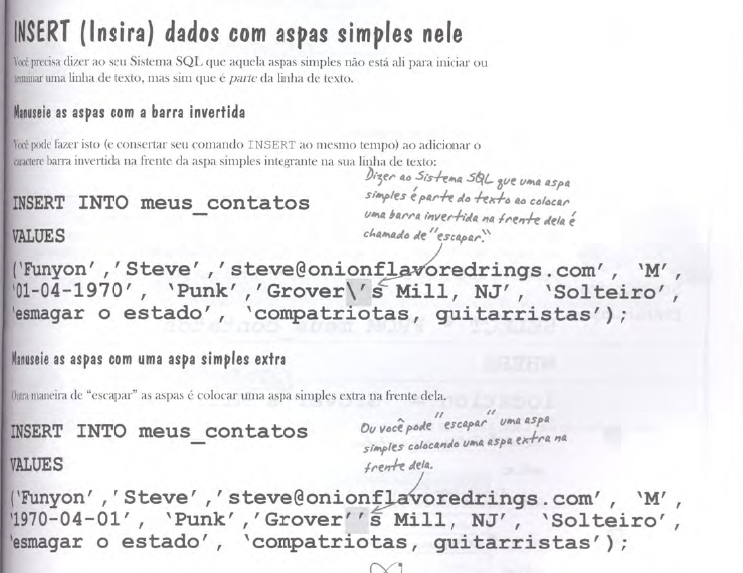 INSERT (Insira) dados com aspas simples nele
Você precisa dizer ao seu Sistema SQL que aquela aspas simples não está ali para iniciar ou
terminar uma linha de texto, mas sim que é parte da linha de texto.
Manuseie as aspas com a barra invertida
Você pode fazer isto (e consertar seu comando INSERT ao mesmo tempo) ao adicionar o
caractere barra invertida na frente da aspa simples integrante na sua linha de texto:
Dizer ao Sistema SQL que uma aspa
simples é parte do texto ao colocar
uma barra invertida na frente dela é
chamado de "escapar."
INSERT INTO meus_contatos
VALUES
('Funyon','Steve','steve@onionflavoredrings.com', 'M',
'01-04-1970', 'Punk','Grover\'s Mill, NJ', 'Solteiro',
'esmagar o estado', 'compatriotas, guitarristas');
Manuseie as aspas com uma aspa simples extra
Outra maneira de "escapar" as aspas é colocar uma aspa simples extra na frente dela.
Ou você pode "escapar" uma aspa
simples colocando uma aspa extra na
frente dela.
INSERT INTO meus_contatos
VALUES
('Funyon','Steve','steve@onionflavoredrings.com', 'M',
'1970-04-01', 'Punk','Grover''s Mill, NJ', 'Solteiro',
'esmagar o estado', 'compatriotas, guitarristas');